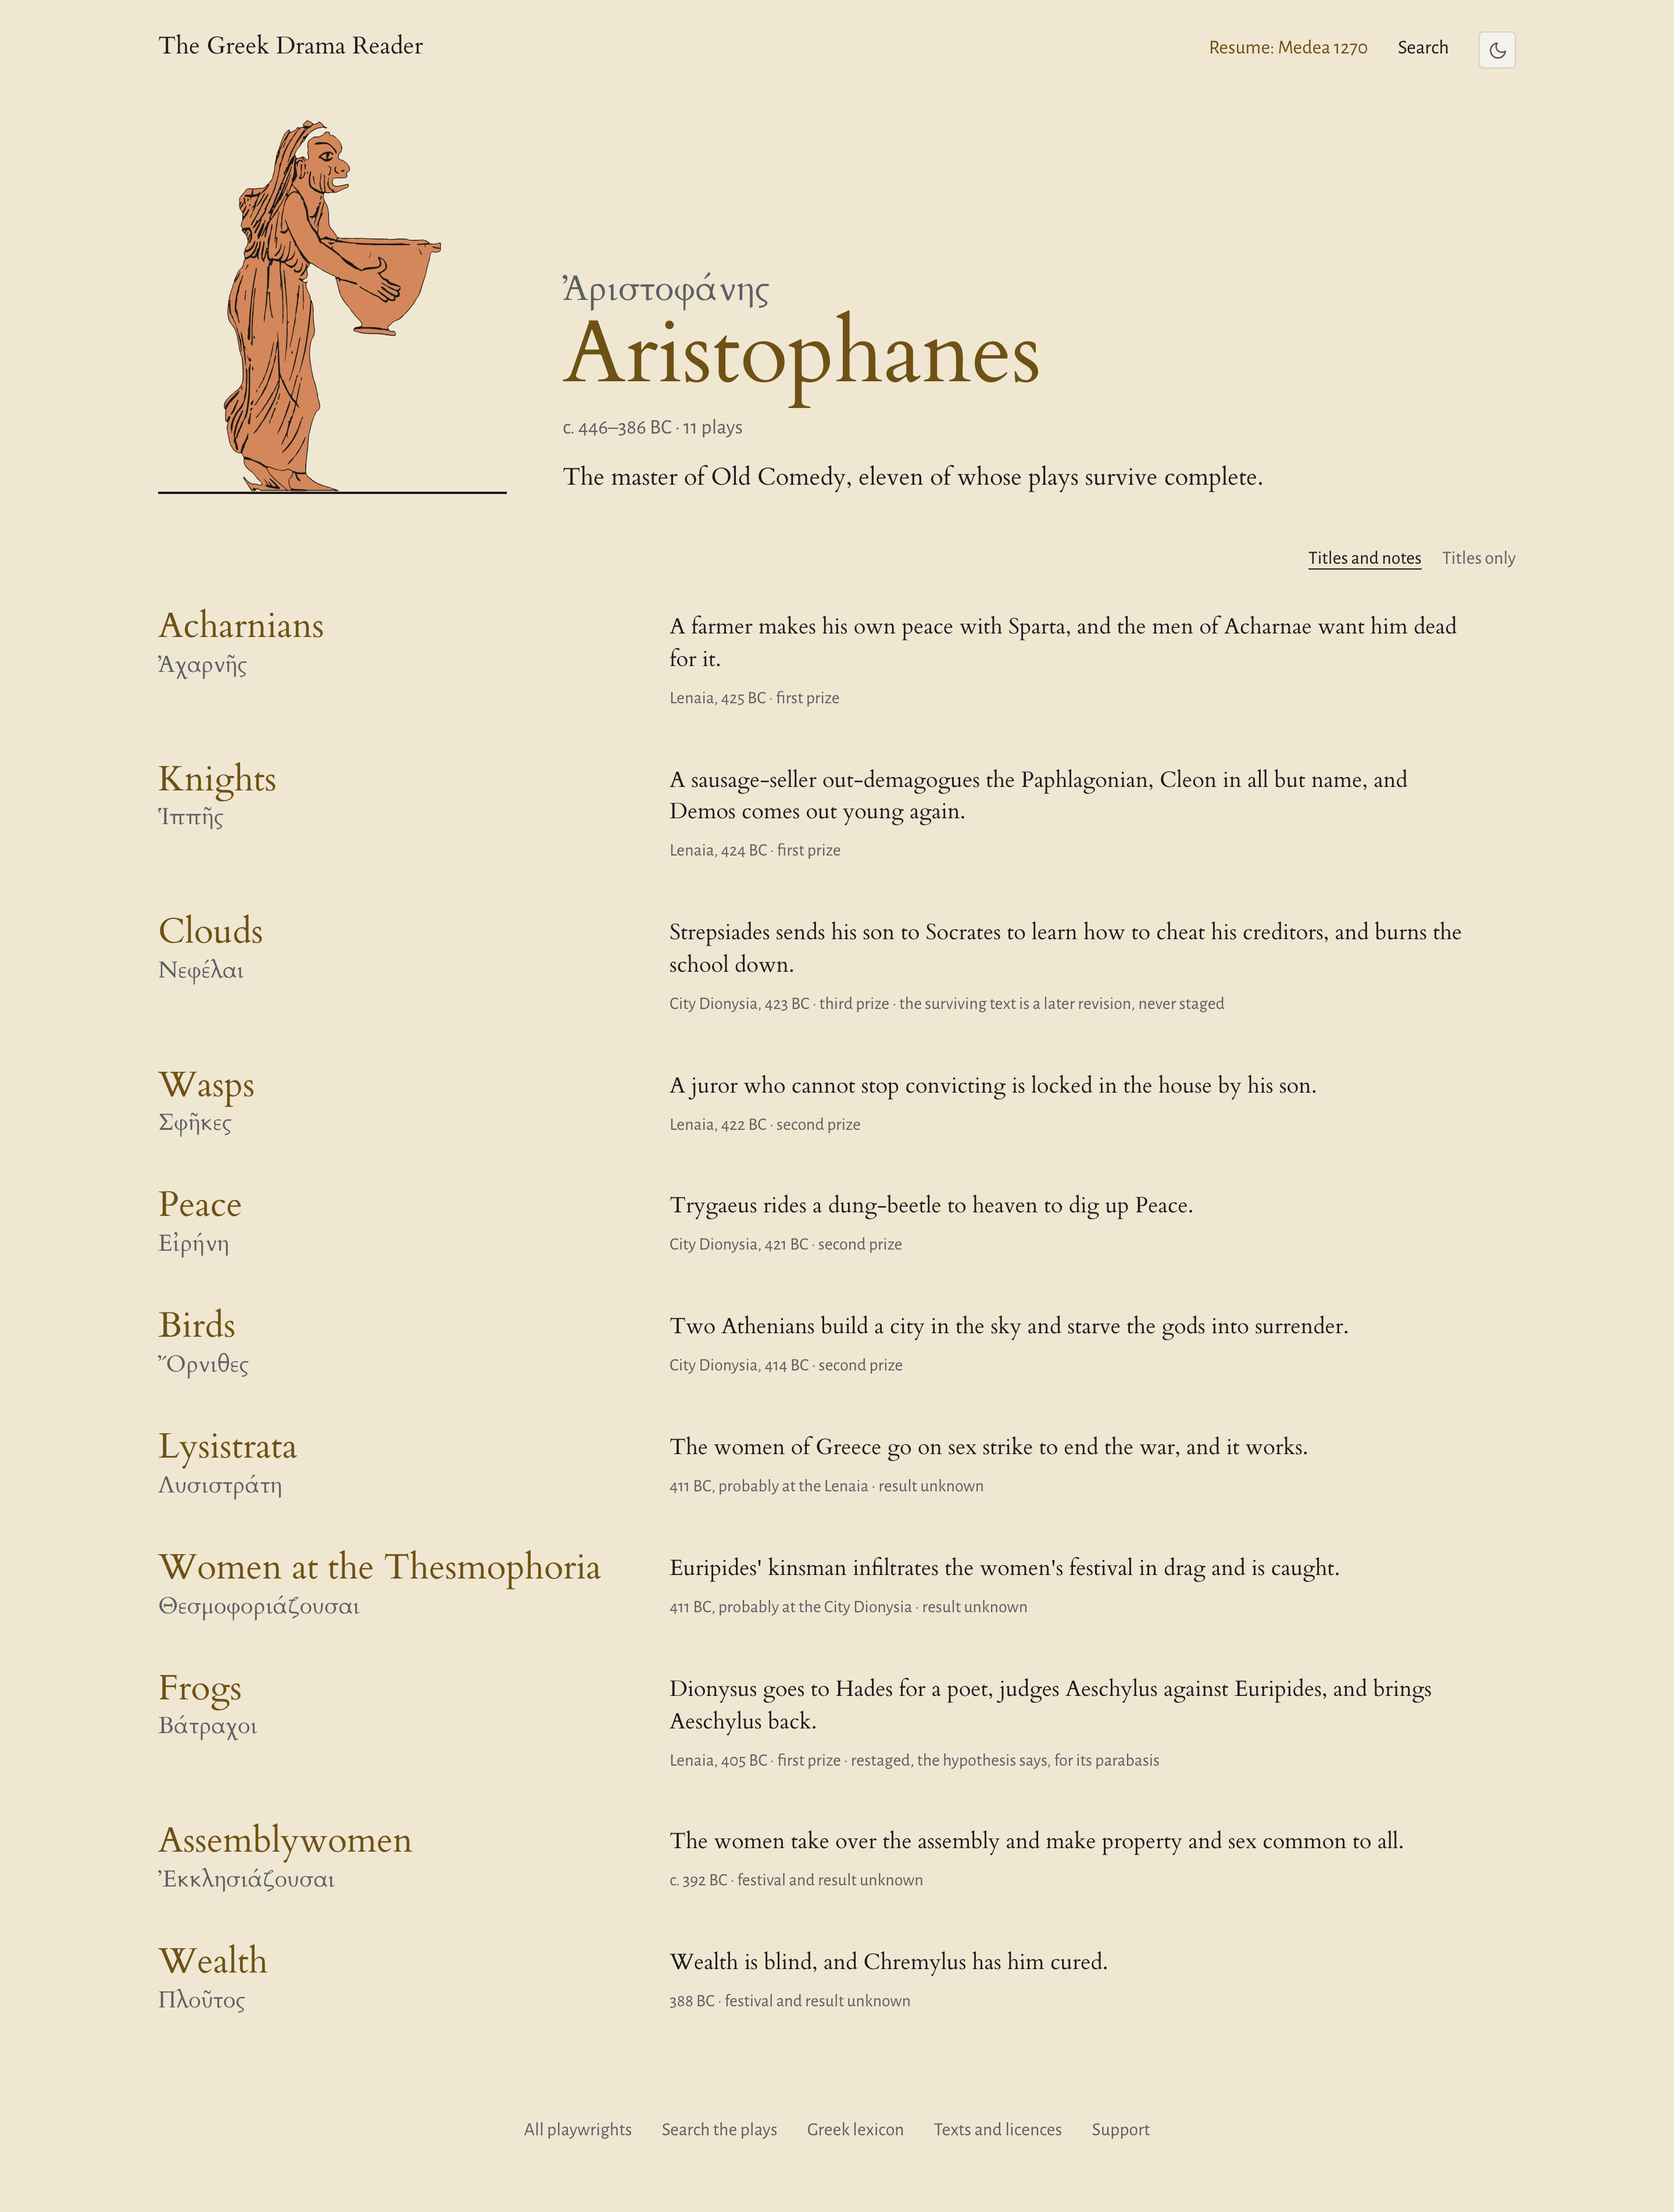 The Greek Drama Reader
Resume: Medea 1270
Search
Ἀριστοφάνης
Aristophanes
c. 446–386 BC · 11 plays
The master of Old Comedy, eleven of whose plays survive complete.
Titles and notes
Titles only
Acharnians
Ἀχαρνῆς
A farmer makes his own peace with Sparta, and the men of Acharnae want him dead
for it.
Lenaia, 425 BC · first prize
Knights
Ἱππῆς
A sausage-seller out-demagogues the Paphlagonian, Cleon in all but name, and
Demos comes out young again.
Lenaia, 424 BC · first prize
Clouds
Νεφέλαι
Strepsiades sends his son to Socrates to learn how to cheat his creditors, and burns the
school down.
City Dionysia, 423 BC · third prize · the surviving text is a later revision, never staged
Wasps
Σφῆκες
A juror who cannot stop convicting is locked in the house by his son.
Lenaia, 422 BC · second prize
Peace
Εἰρήνη
Trygaeus rides a dung-beetle to heaven to dig up Peace.
City Dionysia, 421 BC · second prize
Birds
Ὄρνιθες
Two Athenians build a city in the sky and starve the gods into surrender.
City Dionysia, 414 BC · second prize
Lysistrata
Λυσιστράτη
The women of Greece go on sex strike to end the war, and it works.
411 BC, probably at the Lenaia · result unknown
Women at the Thesmophoria
Θεσμοφοριάζουσαι
Euripides' kinsman infiltrates the women's festival in drag and is caught.
411 BC, probably at the City Dionysia · result unknown
Frogs
Βάτραχοι
Dionysus goes to Hades for a poet, judges Aeschylus against Euripides, and brings
Aeschylus back.
Lenaia, 405 BC · first prize · restaged, the hypothesis says, for its parabasis
Assemblywomen
Ἐκκλησιάζουσαι
The women take over the assembly and make property and sex common to all.
c. 392 BC · festival and result unknown
Wealth
Πλοῦτος
Wealth is blind, and Chremylus has him cured.
388 BC · festival and result unknown
All playwrights
Search the plays
Greek lexicon
Texts and licences
Support